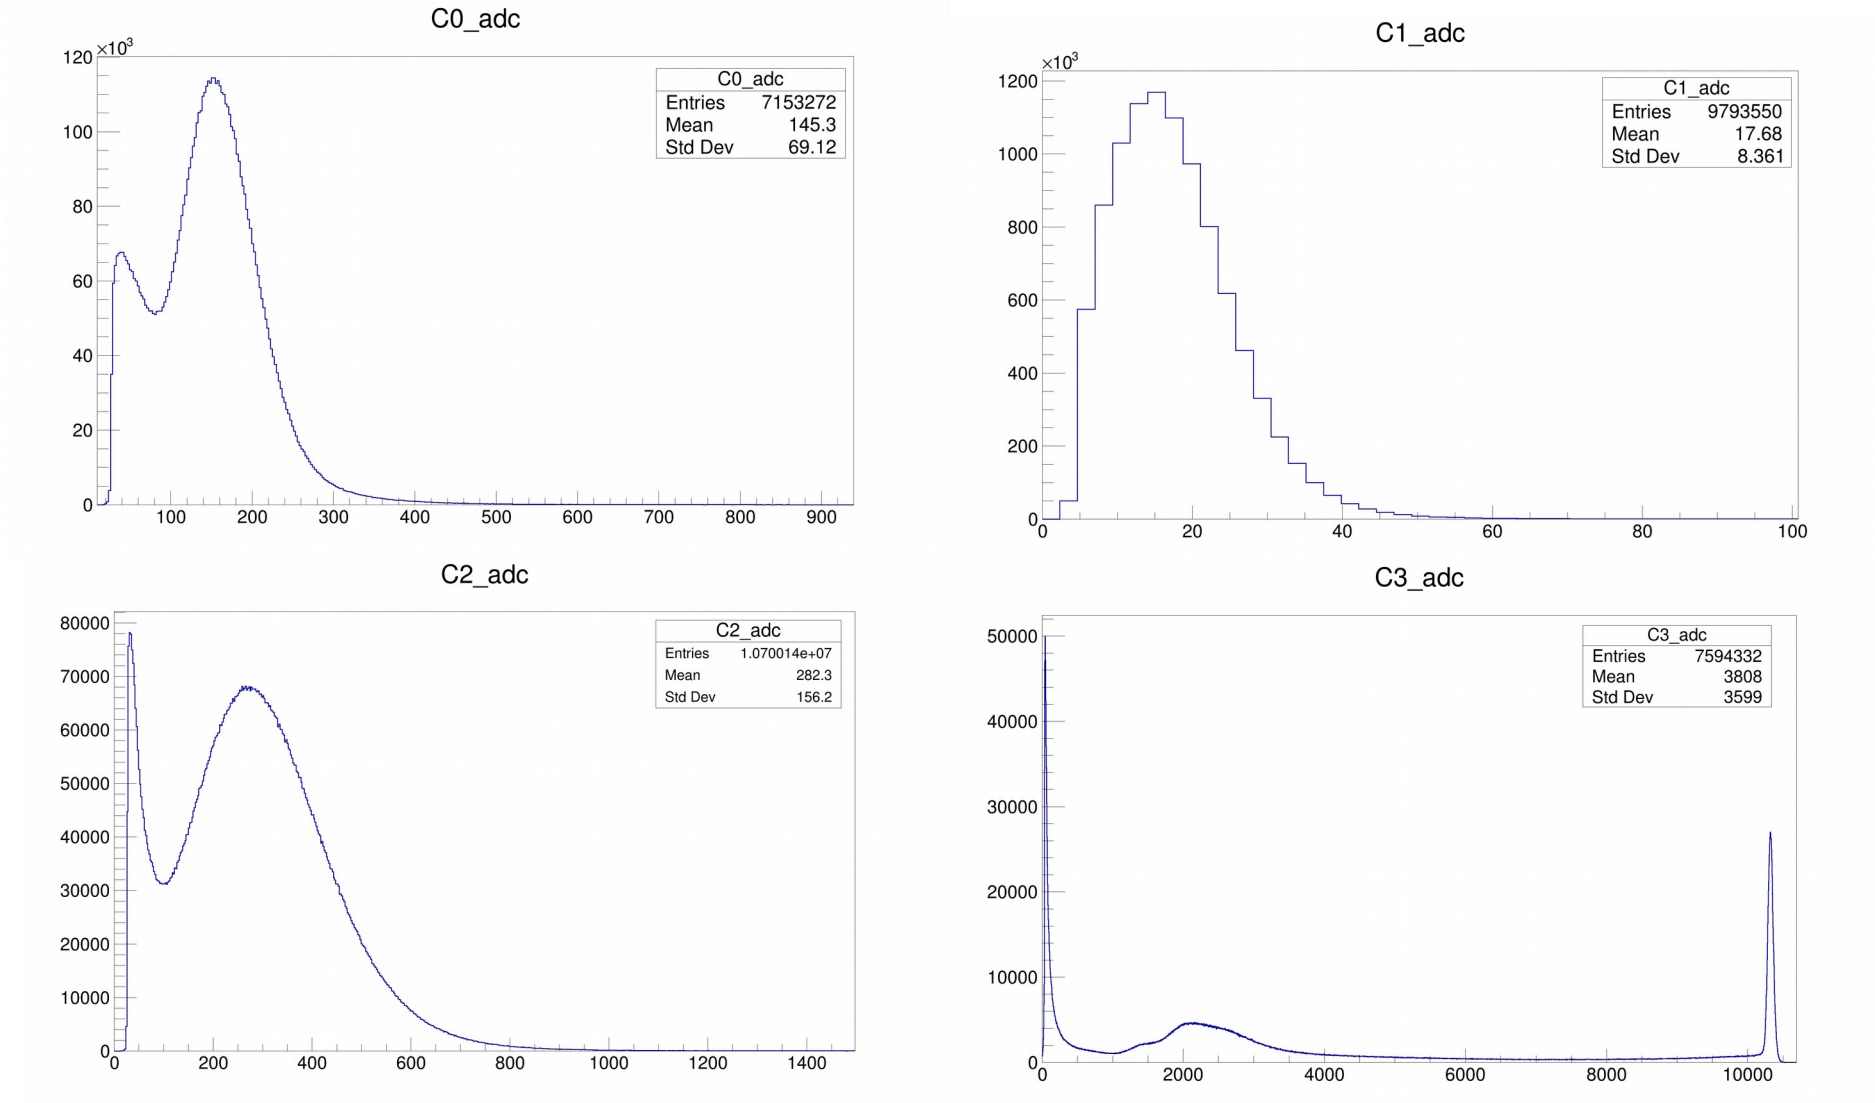 C0_adc
×10³
120
100
80
60
40
20
0
100 200 300 400 500 600 700 800 900
C0_adc
Entries 7153272
Mean 145.3
Std Dev 69.12
C1_adc
×10³
1200
1000
800
600
400
200
0
0 20 40 60 80 100
C1_adc
Entries 9793550
Mean 17.68
Std Dev 8.361
C2_adc
80000
70000
60000
50000
40000
30000
20000
10000
0
0 200 400 600 800 1000 1200 1400
C2_adc
Entries 1.070014e+07
Mean 282.3
Std Dev 156.2
C3_adc
50000
40000
30000
20000
10000
0
0 2000 4000 6000 8000 10000
C3_adc
Entries 7594332
Mean 3808
Std Dev 3599